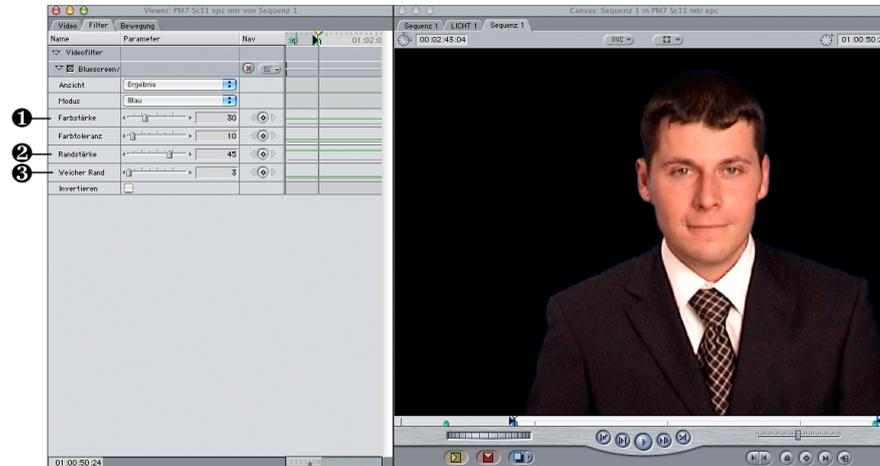 Viewer: PM7 Sc11 epc mtr von Sequenz 1
Video Filter Bewegung
Name Parameter Nav 01:02:0
Videofilter
Bluescreen/
Ansicht Ergebnis
Modus Blau
1 Farbstärke 30
Farbtoleranz 10
2 Randstärke 45
3 Weicher Rand 3
Invertieren
01:00:50:24
Canvas: Sequenz 1 in PM7 Sc11 mtr epc
Sequenz 1 LICHT 1 Sequenz 1
00:02:43:04 89% 01:00:50:2